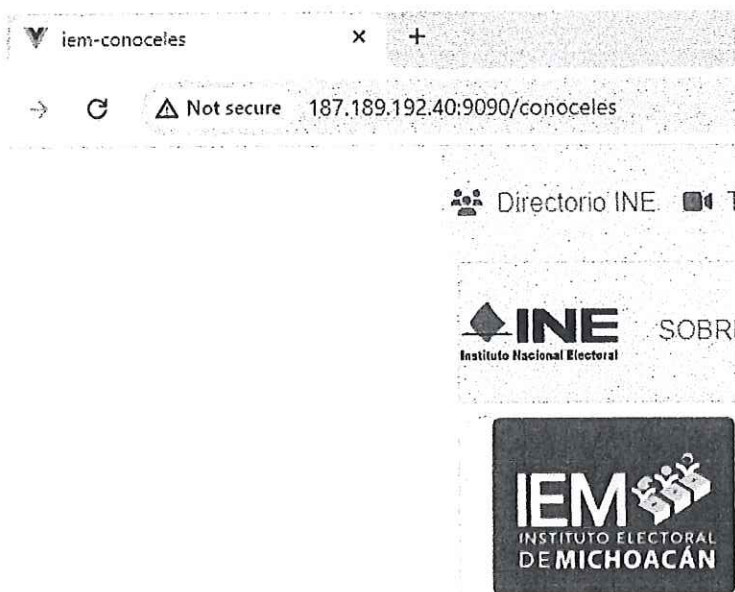 iem-conoceles
Not secure 187.189.192.40:9090/conoceles
Directorio INE
INE SOBR
Instituto Nacional Electoral
IEM
INSTITUTO ELECTORAL
DE MICHOACÁN